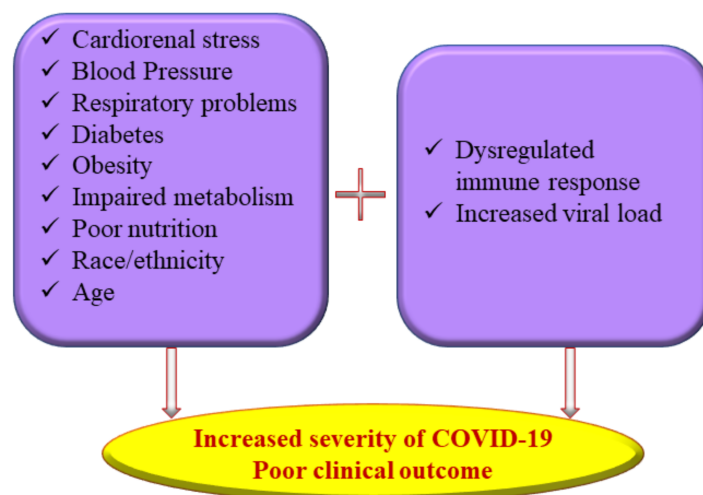 ✓ Cardiorenal stress
✓ Blood Pressure
✓ Respiratory problems
✓ Diabetes
✓ Obesity
✓ Impaired metabolism
✓ Poor nutrition
✓ Race/ethnicity
✓ Age
+
✓ Dysregulated
immune response
✓ Increased viral load
Increased severity of COVID-19
Poor clinical outcome